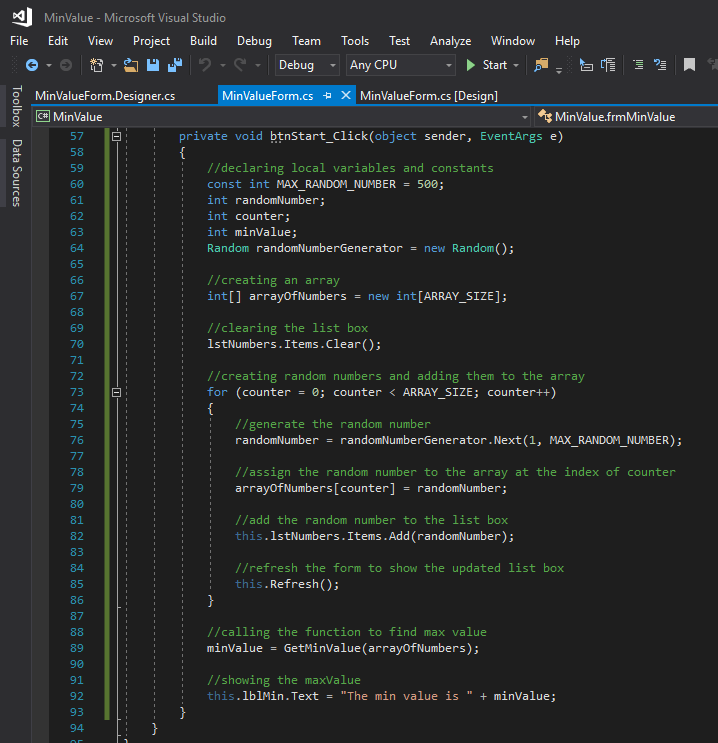 MinValue - Microsoft Visual Studio
File Edit View Project Build Debug Team Tools Test Analyze Window Help
Debug Any CPU Start
MinValueForm.Designer.cs MinValueForm.cs MinValueForm.cs [Design]
C# MinValue MinValue.frmMinValue
Toolbox
Data Sources
57 private void btnStart_Click(object sender, EventArgs e)
58 {
59 //declaring local variables and constants
60 const int MAX_RANDOM_NUMBER = 500;
61 int randomNumber;
62 int counter;
63 int minValue;
64 Random randomNumberGenerator = new Random();
65
66 //creating an array
67 int[] arrayOfNumbers = new int[ARRAY_SIZE];
68
69 //clearing the list box
70 lstNumbers.Items.Clear();
71
72 //creating random numbers and adding them to the array
73 for (counter = 0; counter < ARRAY_SIZE; counter++)
74 {
75 //generate the random number
76 randomNumber = randomNumberGenerator.Next(1, MAX_RANDOM_NUMBER);
77
78 //assign the random number to the array at the index of counter
79 arrayOfNumbers[counter] = randomNumber;
80
81 //add the random number to the list box
82 this.lstNumbers.Items.Add(randomNumber);
83
84 //refresh the form to show the updated list box
85 this.Refresh();
86 }
87
88 //calling the function to find max value
89 minValue = GetMinValue(arrayOfNumbers);
90
91 //showing the maxValue
92 this.lblMin.Text = "The min value is " + minValue;
93 }
94 }
95 }